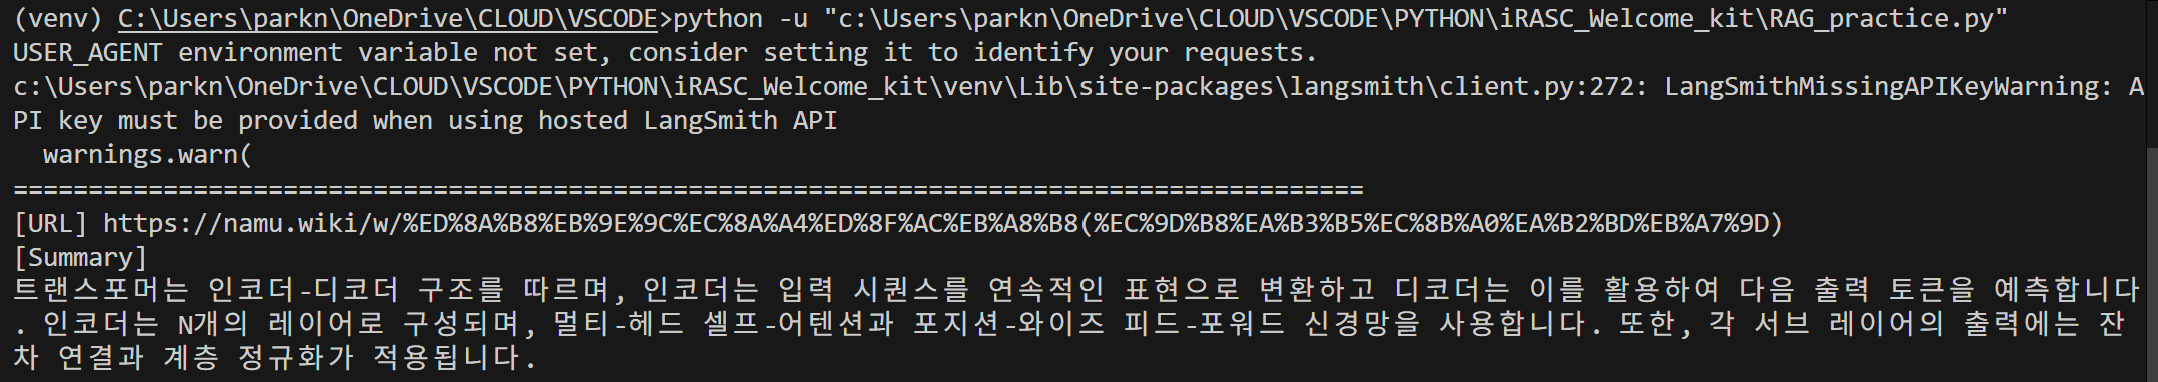 (venv) C:\Users\parkn\OneDrive\CLOUD\VSCODE>python -u "c:\Users\parkn\OneDrive\CLOUD\VSCODE\PYTHON\iRASC_Welcome_kit\RAG_practice.py"
USER_AGENT environment variable not set, consider setting it to identify your requests.
c:\Users\parkn\OneDrive\CLOUD\VSCODE\PYTHON\iRASC_Welcome_kit\venv\Lib\site-packages\langsmith\client.py:272: LangSmithMissingAPIKeyWarning: A
PI key must be provided when using hosted LangSmith API
  warnings.warn(
==========================================================================================
[URL] https://namu.wiki/w/%ED%8A%B8%EB%9E%9C%EC%8A%A4%ED%8F%AC%EB%A8%B8(%EC%9D%B8%EA%B3%B5%EC%8B%A0%EA%B2%BD%EB%A7%9D)
[Summary]
트랜스포머는 인코더-디코더 구조를 따르며, 인코더는 입력 시퀀스를 연속적인 표현으로 변환하고 디코더는 이를 활용하여 다음 출력 토큰을 예측합니다
. 인코더는 N개의 레이어로 구성되며, 멀티-헤드 셀프-어텐션과 포지션-와이즈 피드-포워드 신경망을 사용합니다. 또한, 각 서브 레이어의 출력에는 잔
차 연결과 계층 정규화가 적용됩니다.